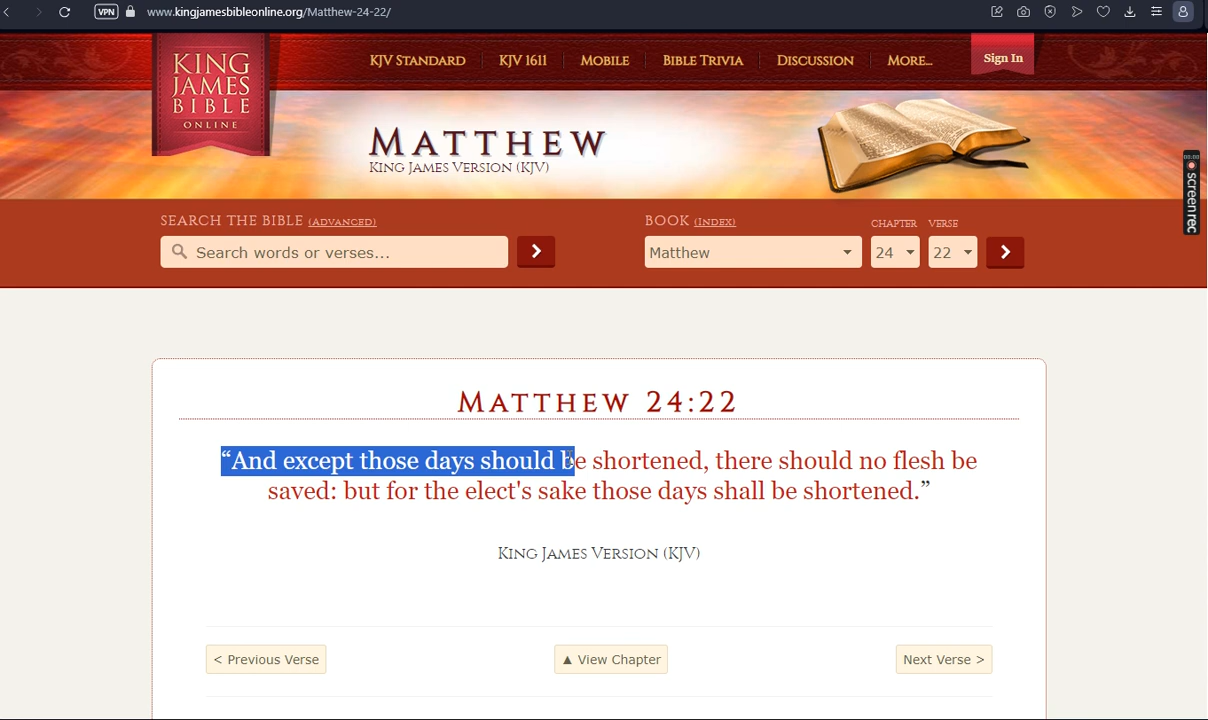 VPN www.kingjamesbibleonline.org/Matthew-24-22/
KING
JAMES
BIBLE
ONLINE
KJV Standard KJV 1611 Mobile Bible Trivia Discussion More... Sign In
Matthew
King James Version (KJV)
00:00
screenrec
SEARCH THE BIBLE (Advanced) BOOK (Index) CHAPTER VERSE
Search words or verses... Matthew 24 22
Matthew 24:22
“And except those days should be shortened, there should no flesh be
saved: but for the elect's sake those days shall be shortened.”
King James Version (KJV)
< Previous Verse ▲ View Chapter Next Verse >